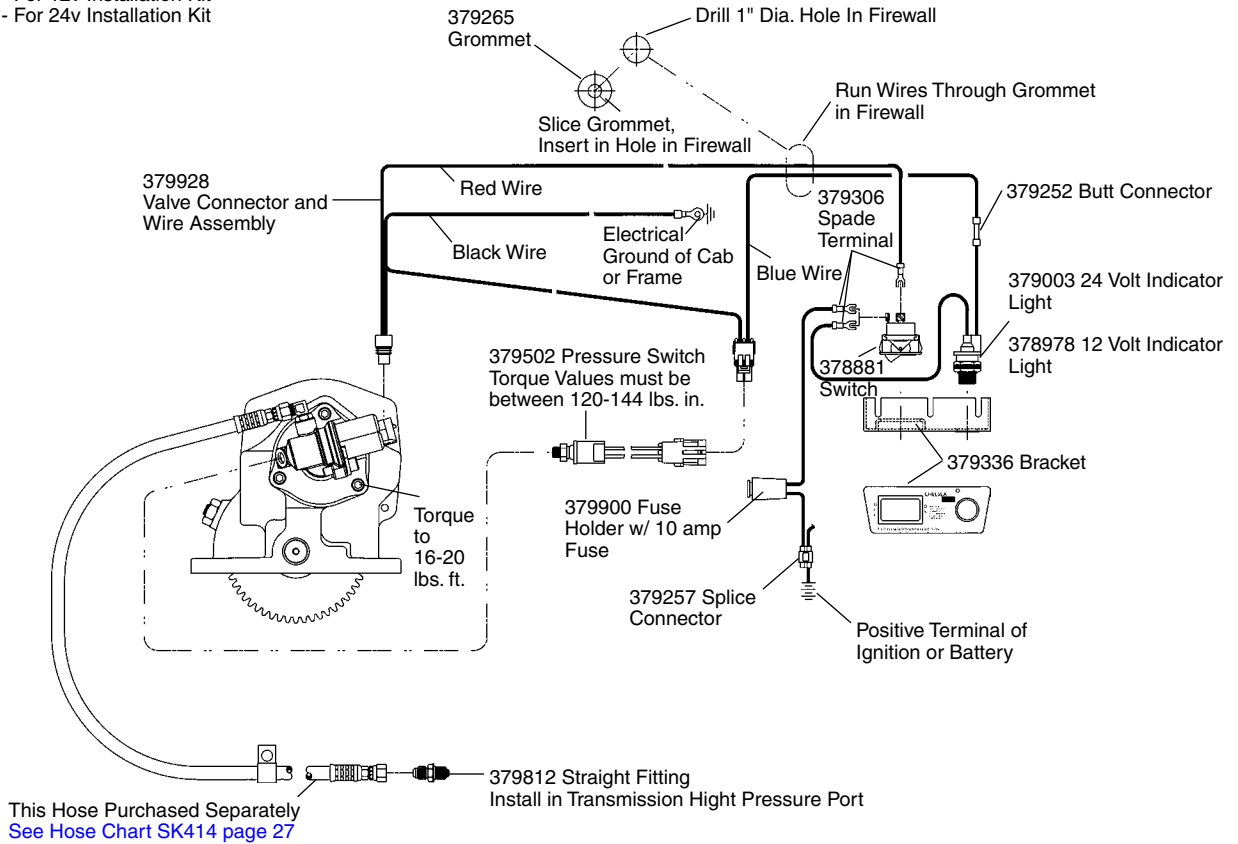 - For 12v Installation Kit
- For 24v Installation Kit
379265
Grommet
Drill 1" Dia. Hole In Firewall
Run Wires Through Grommet
in Firewall
Slice Grommet,
Insert in Hole in Firewall
379928
Valve Connector and
Wire Assembly
Red Wire
379306
Spade
Terminal
379252 Butt Connector
Black Wire
Electrical
Ground of Cab
or Frame
Blue Wire
379003 24 Volt Indicator
Light
378978 12 Volt Indicator
Light
379502 Pressure Switch
Torque Values must be
between 120-144 lbs. in.
378881
Switch
379336 Bracket
CHELSEA
379900 Fuse
Holder w/ 10 amp
Fuse
Torque
to
16-20
lbs. ft.
379257 Splice
Connector
Positive Terminal of
Ignition or Battery
379812 Straight Fitting
Install in Transmission Hight Pressure Port
This Hose Purchased Separately
See Hose Chart SK414 page 27